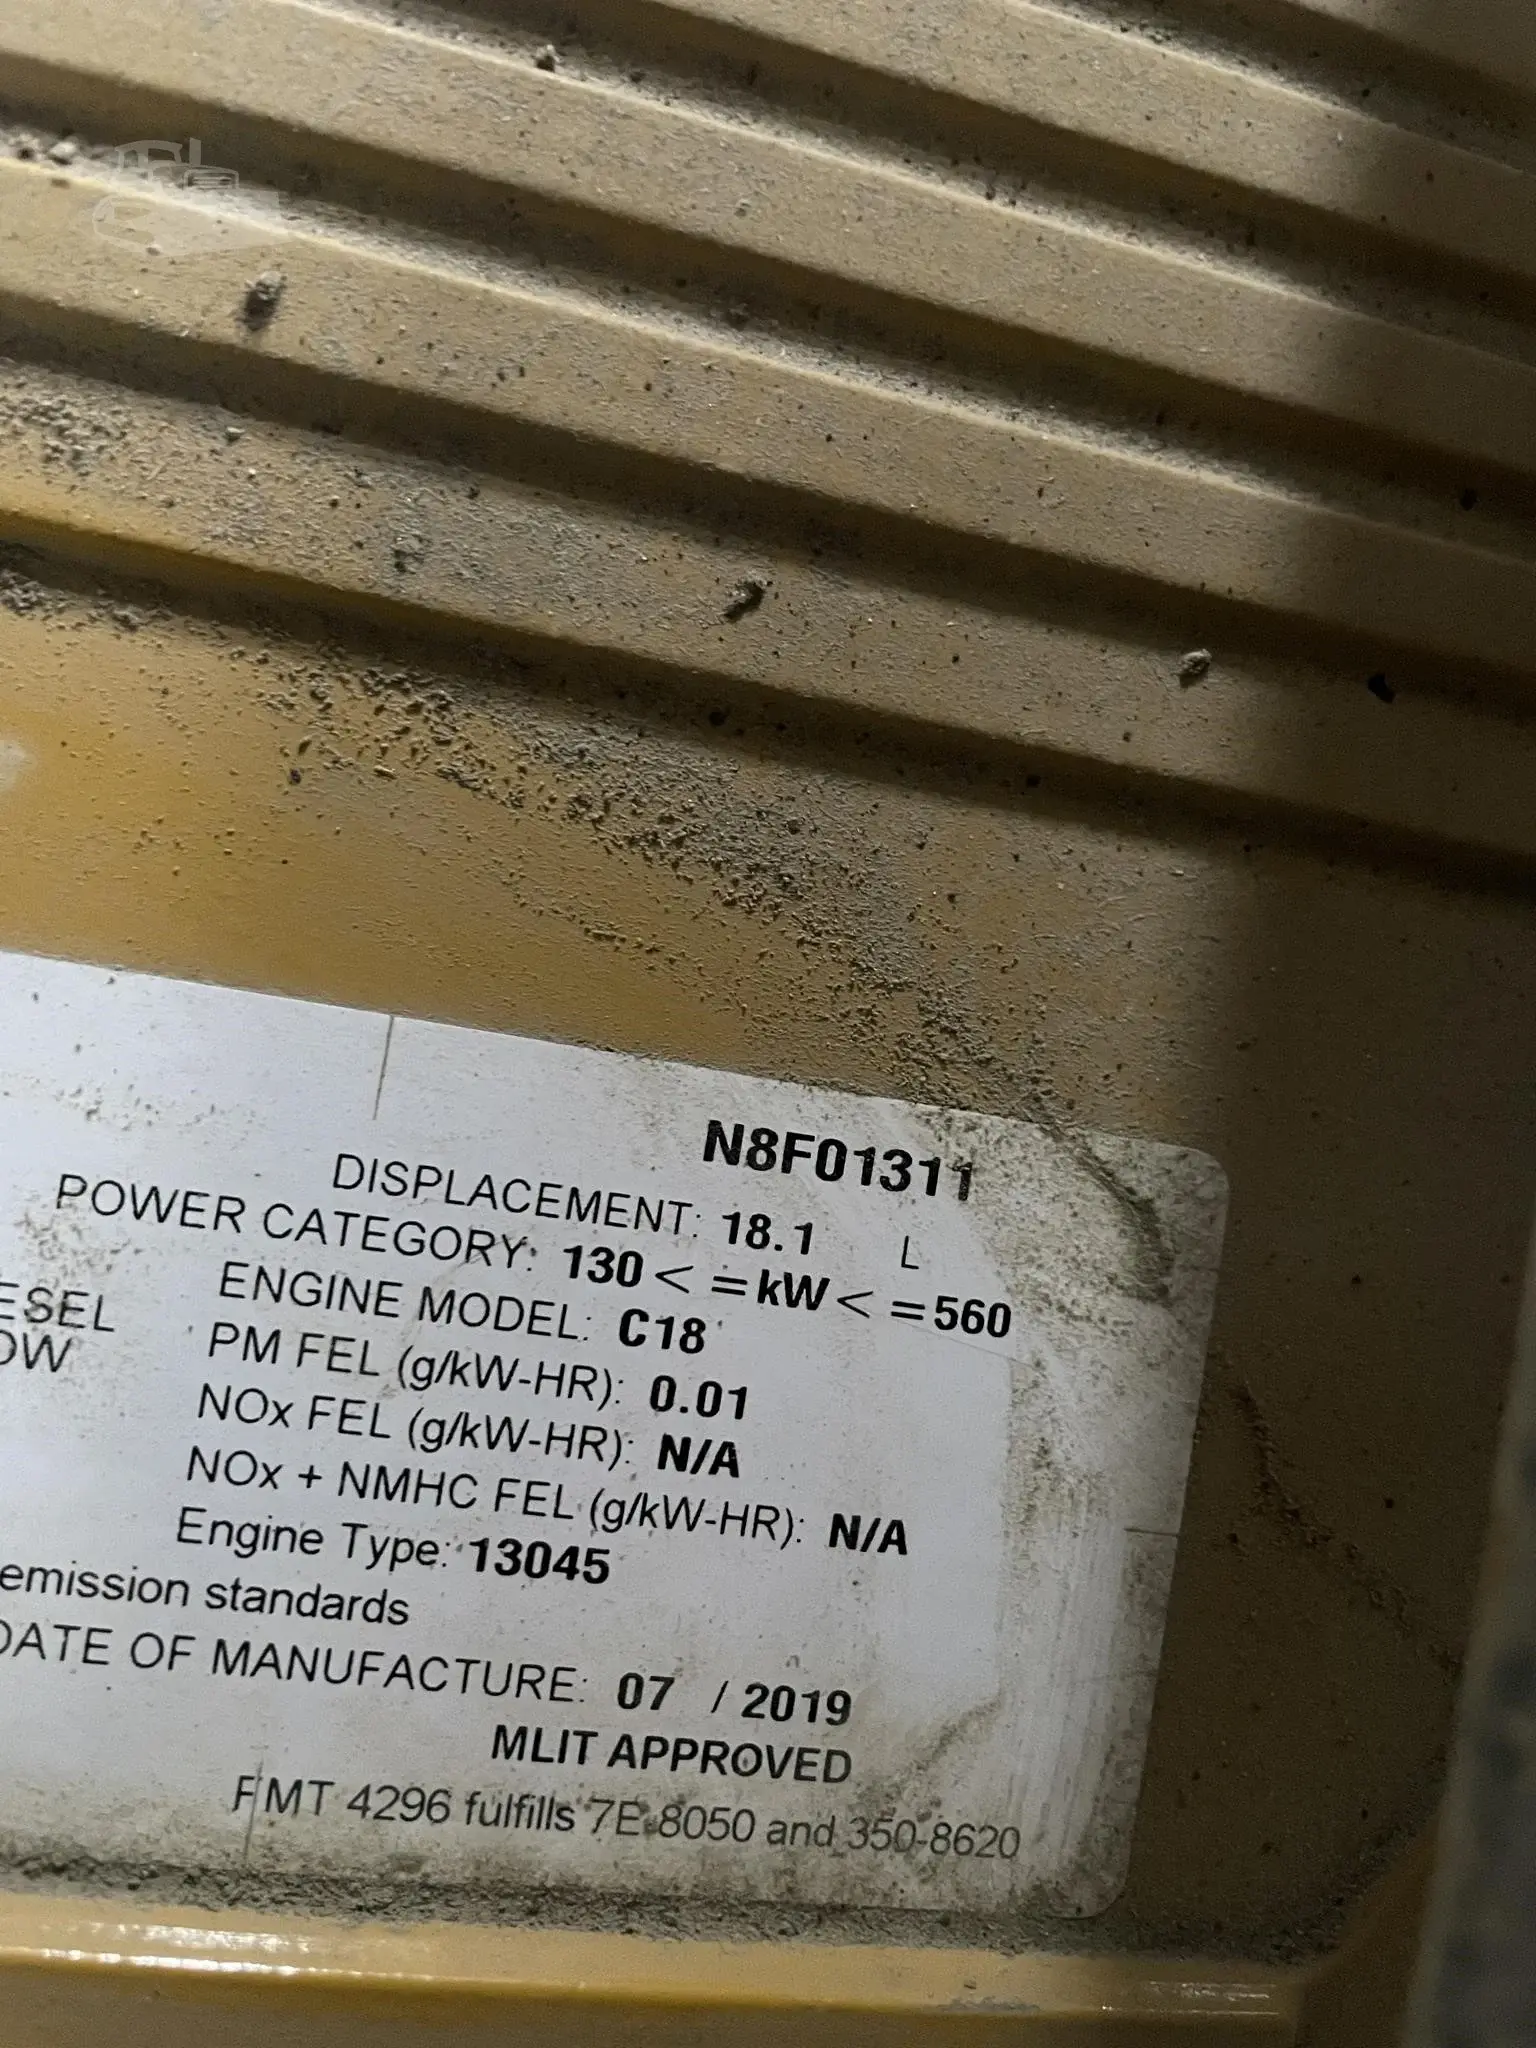 N8F01311
DISPLACEMENT: 18.1 L
POWER CATEGORY: 130 < = kW < = 560
ENGINE MODEL: C18
ESEL PM FEL (g/kW-HR): 0.01
OW NOx FEL (g/kW-HR): N/A
NOx + NMHC FEL (g/kW-HR): N/A
Engine Type: 13045
emission standards
DATE OF MANUFACTURE: 07 / 2019
MLIT APPROVED
FMT 4296 fulfills 7E-8050 and 350-8620